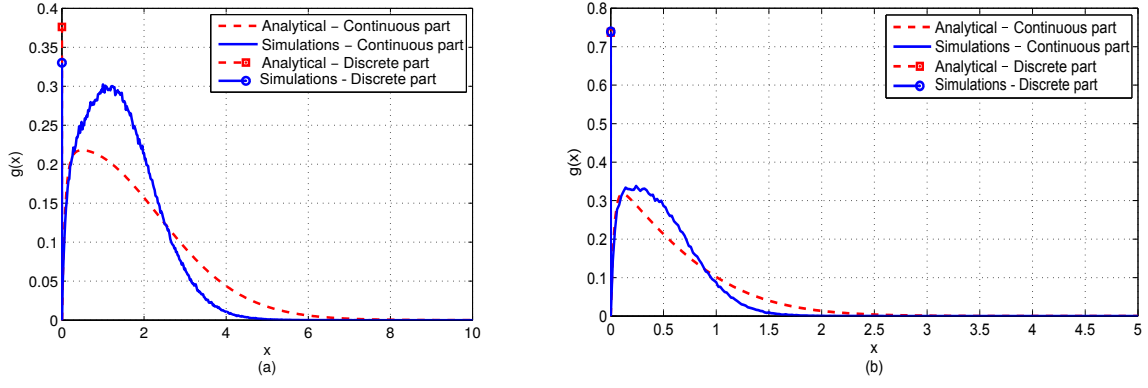 0.4
0.35
0.3
0.25
0.2
0.15
0.1
0.05
0
g(x)
0 2 4 6 8 10
x
(a)
Analytical – Continuous part
Simulations – Continuous part
Analytical – Discrete part
Simulations - Discrete part
0.8
0.7
0.6
0.5
0.4
0.3
0.2
0.1
0
g(x)
0 0.5 1 1.5 2 2.5 3 3.5 4 4.5 5
x
(b)
Analytical – Continuous part
Simulations – Continuous part
Analytical – Discrete part
Simulations - Discrete part